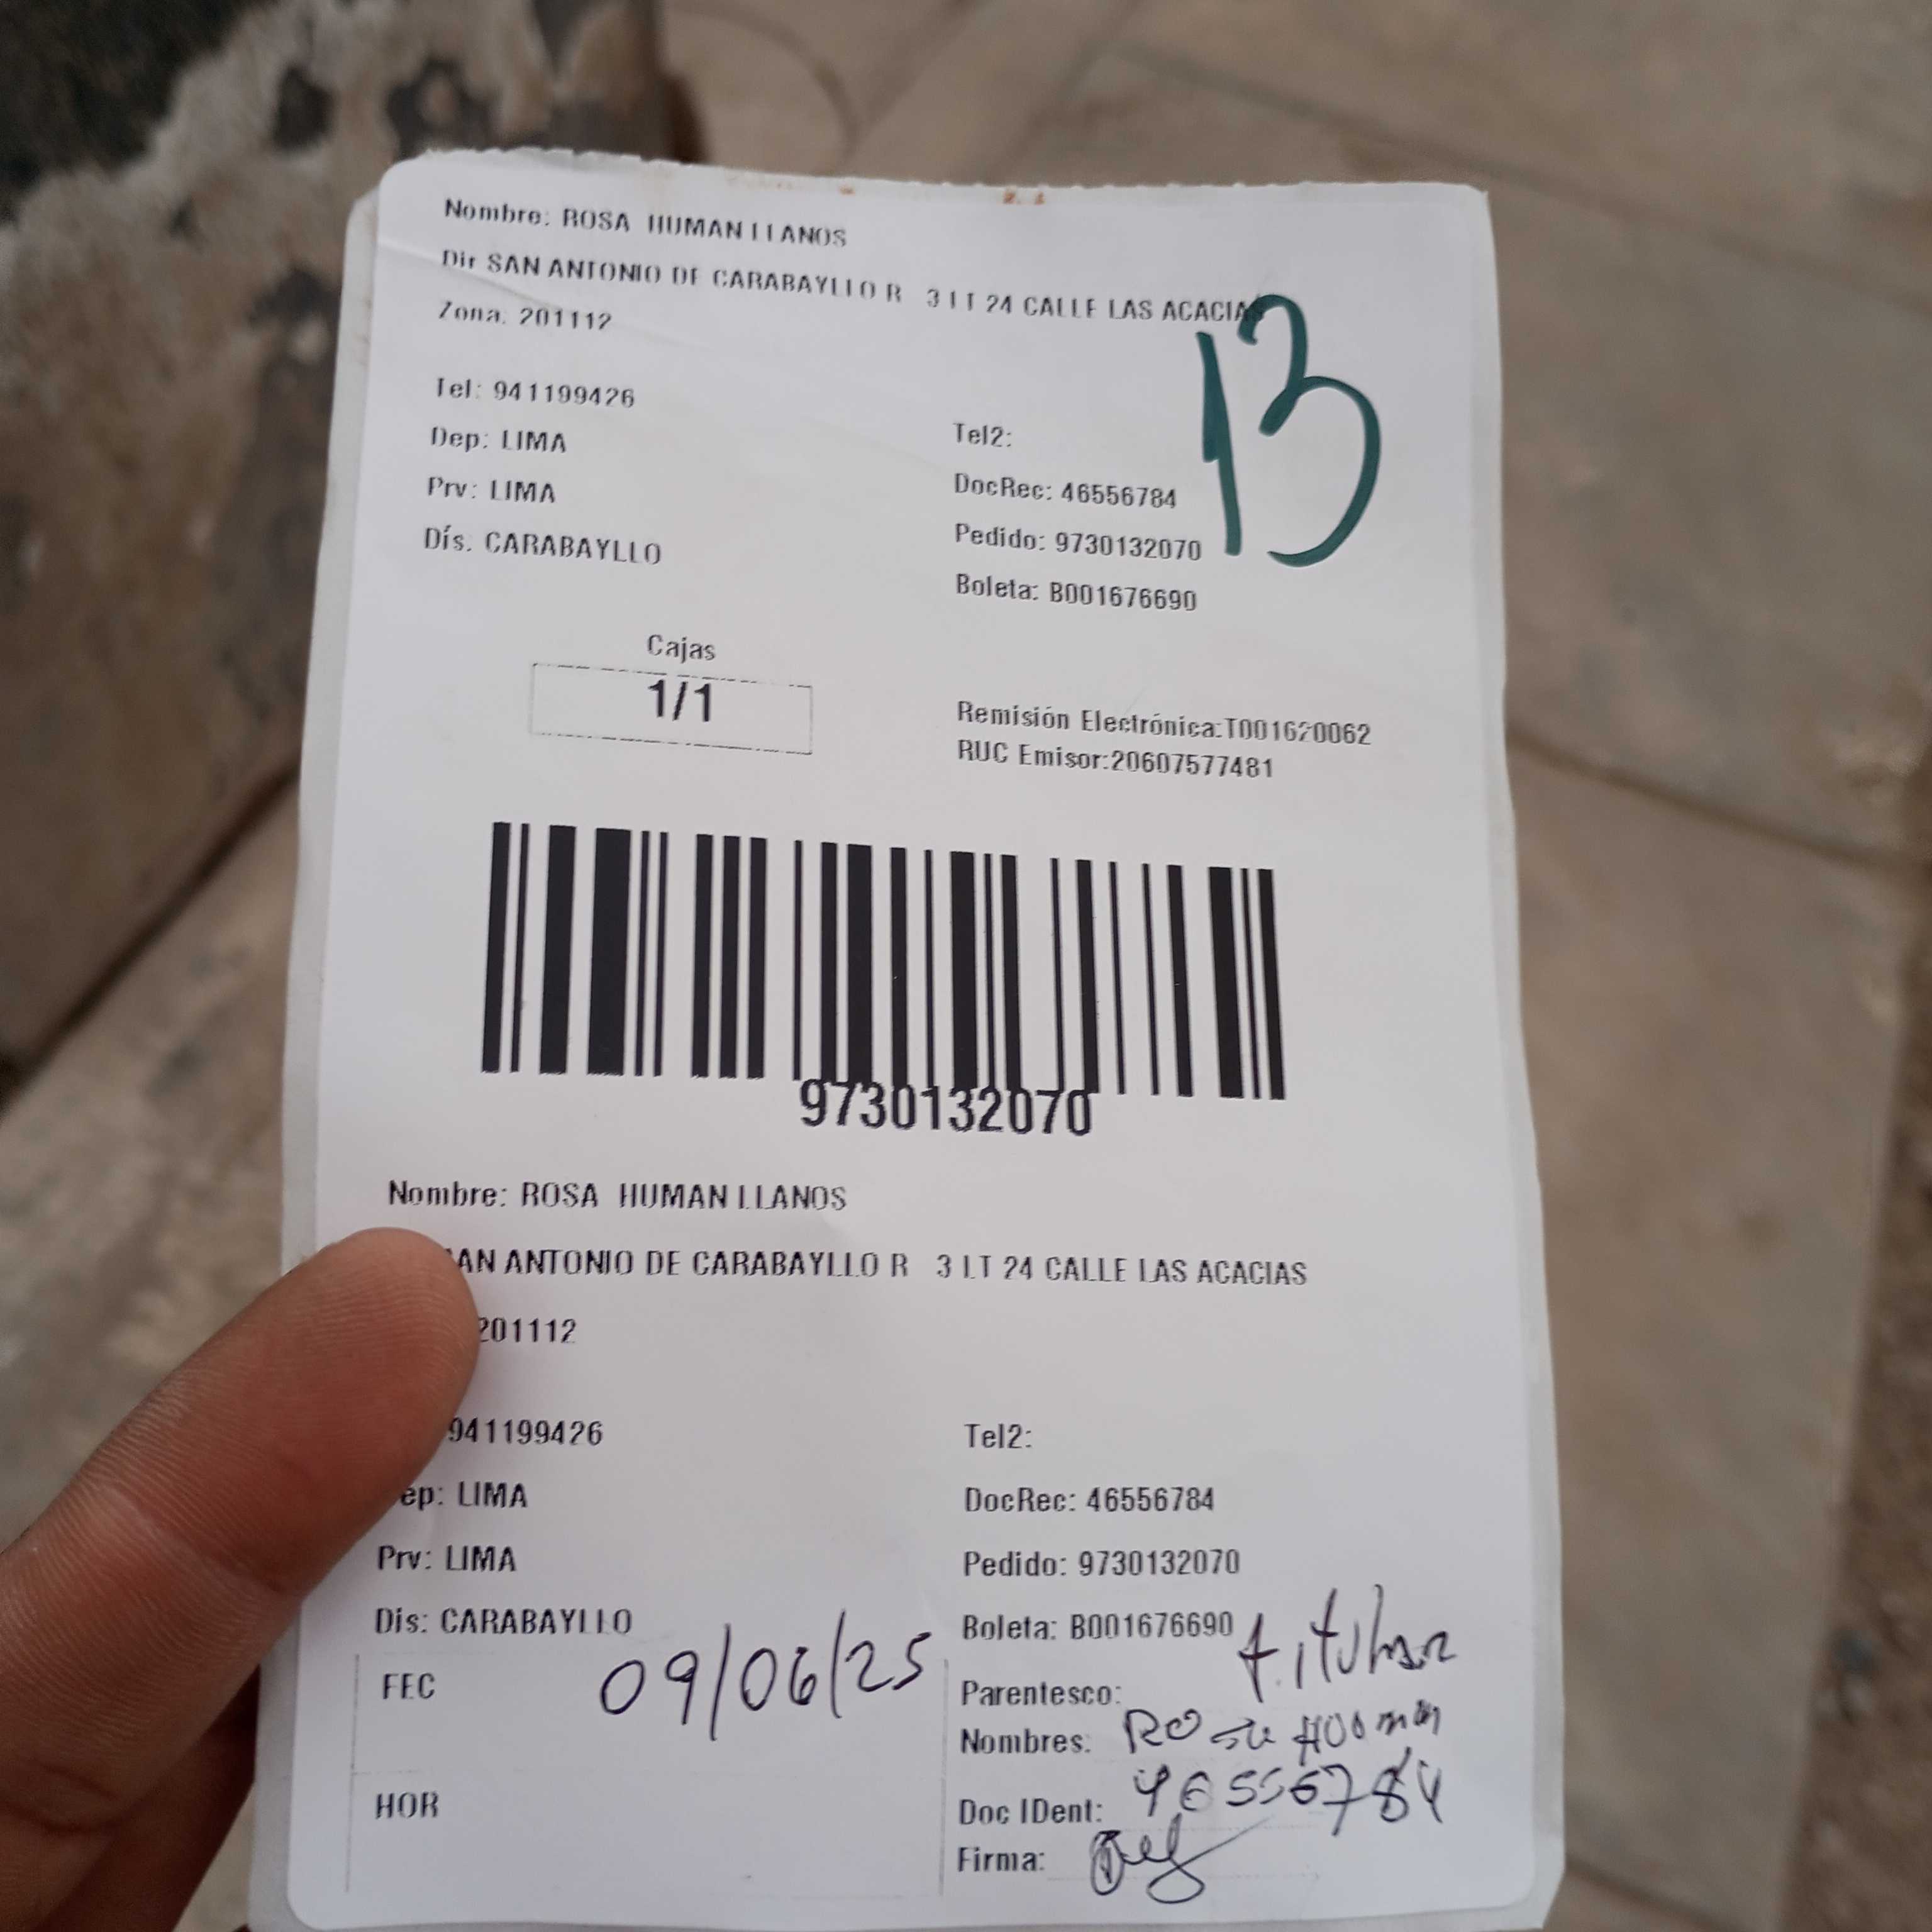 Nombre: ROSA HUMAN LLANOS
Dir SAN ANTONIO DE CARABAYLLO R 3 LT 24 CALLE LAS ACACIAS
Zona: 201112
13
Tel: 941199426
Tel2:
Dep: LIMA
DocRec: 46556784
Prv: LIMA
Pedido: 9730132070
Dis. CARABAYLLO
Boleta: B001676690
Cajas
1/1
Remisión Electrónica:T001620062
RUC Emisor:20607577481
9730132070
Nombre: ROSA HUMAN LLANOS
AN ANTONIO DE CARABAYLLO R 3 LT 24 CALLE LAS ACACIAS
201112
941199426
Tel2:
ep: LIMA
DocRec: 46556784
Prv: LIMA
Pedido: 9730132070
Dis: CARABAYLLO
Boleta: B001676690
FEC 09/06/25
Parentesco: titular
Nombres: Rosa Huaman
HOR
Doc IDent: 46556784
Firma: